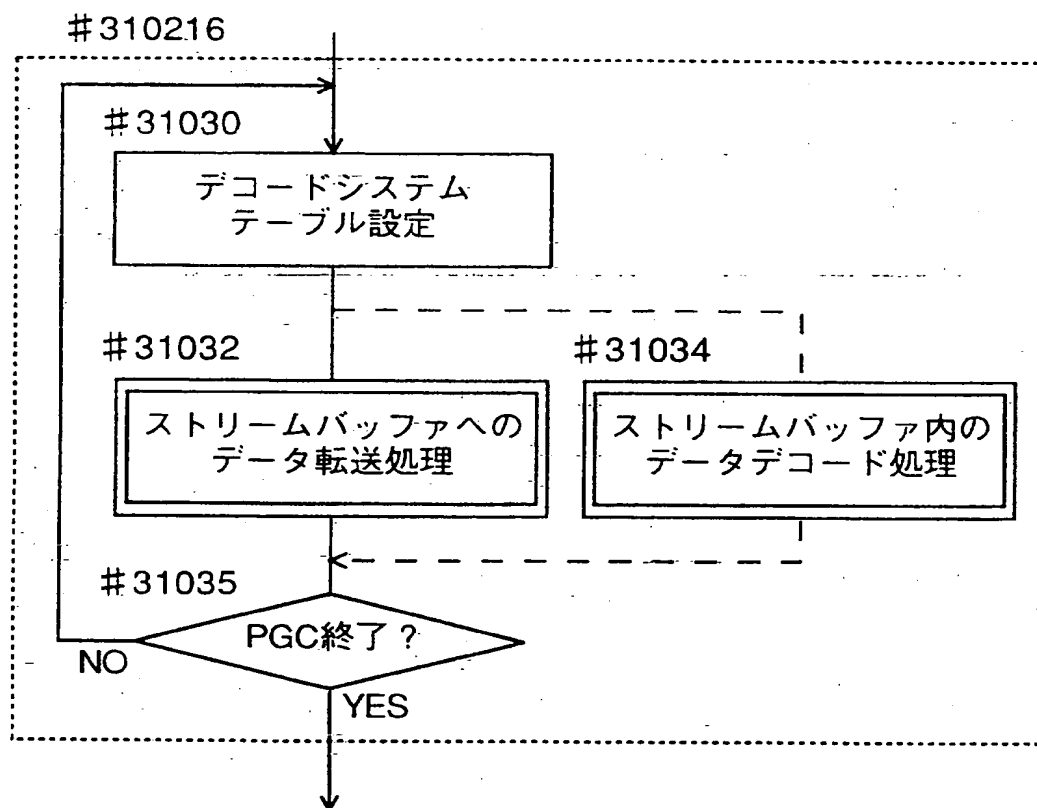 #310216
#31030
デコードシステム
テーブル設定
#31032
#31034
ストリームバッファへの
データ転送処理
ストリームバッファ内の
データデコード処理
#31035
PGC終了？
NO
YES